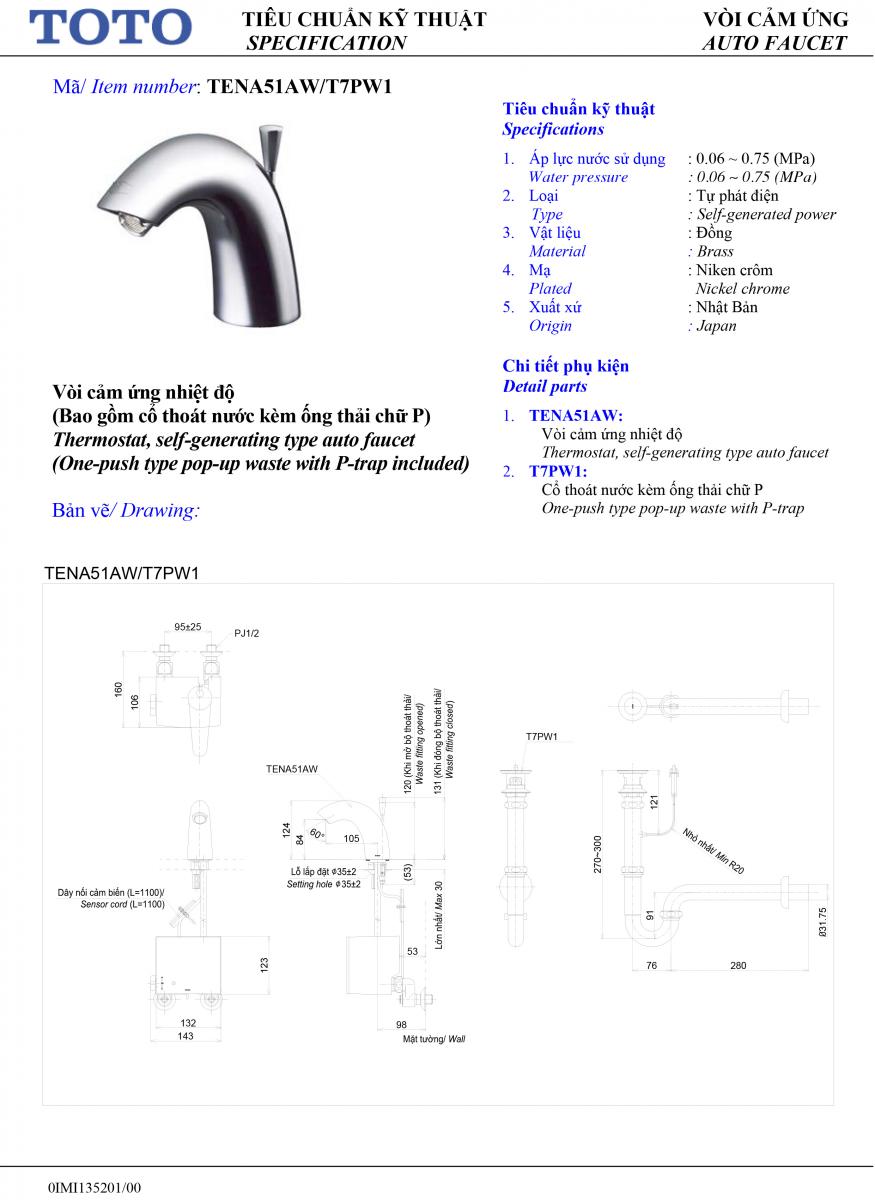 TOTO
TIÊU CHUẨN KỸ THUẬT
SPECIFICATION
VÒI CẢM ỨNG
AUTO FAUCET
Mã/ Item number: TENA51AW/T7PW1
Vòi cảm ứng nhiệt độ
(Bao gồm cổ thoát nước kèm ống thải chữ P)
Thermostat, self-generating type auto faucet
(One-push type pop-up waste with P-trap included)
Bản vẽ/ Drawing:
Tiêu chuẩn kỹ thuật
Specifications
1. Áp lực nước sử dụng : 0.06 ~ 0.75 (MPa)
Water pressure : 0.06 ~ 0.75 (MPa)
2. Loại : Tự phát điện
Type : Self-generated power
3. Vật liệu : Đồng
Material : Brass
4. Mạ : Niken crôm
Plated Nickel chrome
5. Xuất xứ : Nhật Bản
Origin : Japan
Chi tiết phụ kiện
Detail parts
1. TENA51AW:
Vòi cảm ứng nhiệt độ
Thermostat, self-generating type auto faucet
2. T7PW1:
Cổ thoát nước kèm ống thải chữ P
One-push type pop-up waste with P-trap
TENA51AW/T7PW1
95±25
PJ1/2
160
106
TENA51AW
120 (Khi mở bộ thoát thải/
Waste fitting opened)
131 (Khi đóng bộ thoát thải/
Waste fitting closed)
124
84
60°
105
(53)
Lỗ lắp đặt ¢35±2
Setting hole ¢35±2
Dây nối cảm biến (L=1100)/
Sensor cord (L=1100)
Lớn nhất/ Max 30
123
53
132
143
98
Mặt tường/ Wall
T7PW1
121
270~300
Nhỏ nhất/ Min R20
91
Ø31.75
76
280
0IMI135201/00